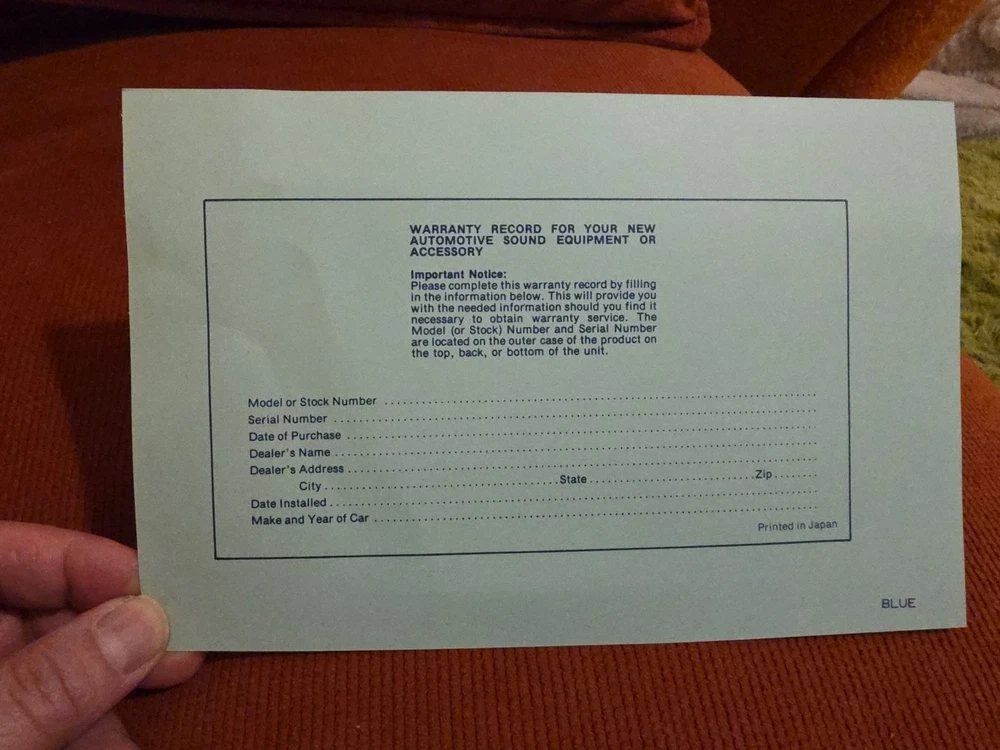 WARRANTY RECORD FOR YOUR NEW
AUTOMOTIVE SOUND EQUIPMENT OR
ACCESSORY
Important Notice:
Please complete this warranty record by filling
in the information below. This will provide you
with the needed information should you find it
necessary to obtain warranty service. The
Model (or Stock) Number and Serial Number
are located on the outer case of the product on
the top, back, or bottom of the unit.
Model or Stock Number
Serial Number
Date of Purchase
Dealer's Name
Dealer's Address
City State Zip
Date Installed
Make and Year of Car
Printed in Japan
BLUE